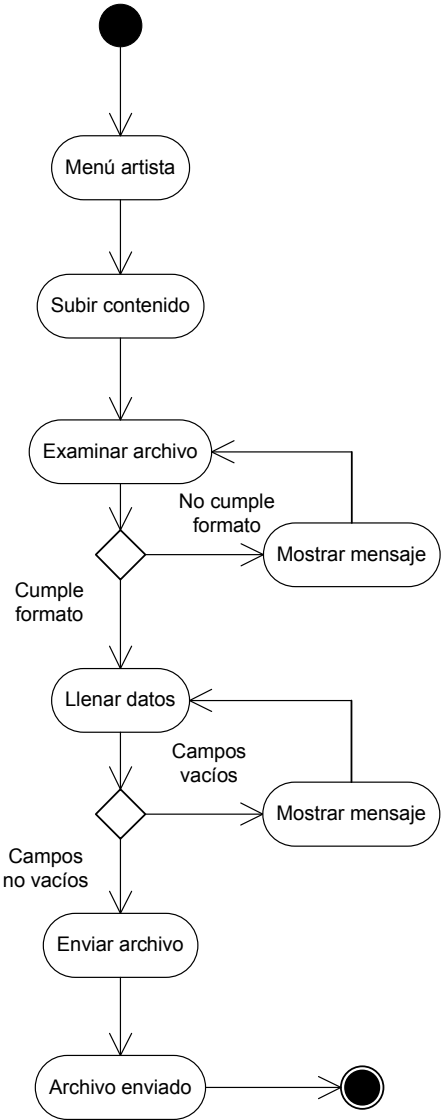 Menú artista
Subir contenido
Examinar archivo
No cumple
formato
Mostrar mensaje
Cumple
formato
Llenar datos
Campos
vacíos
Mostrar mensaje
Campos
no vacíos
Enviar archivo
Archivo enviado